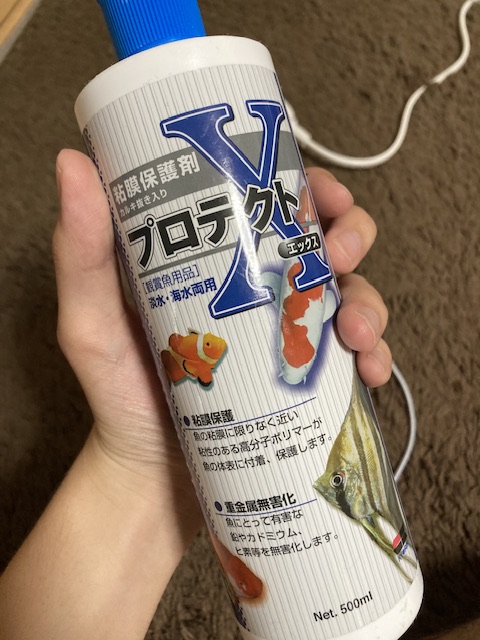 粘膜保護剤
カルキ抜き入り
プロテクトX
エックス
[観賞魚用品]
淡水・海水両用
●粘膜保護
魚の粘膜に限りなく近い
粘性のある高分子ポリマーが
魚の体表に付着、保護します。
●重金属無害化
魚にとって有害な
鉛やカドミウム、
ヒ素等を無害化します。
Net. 500ml